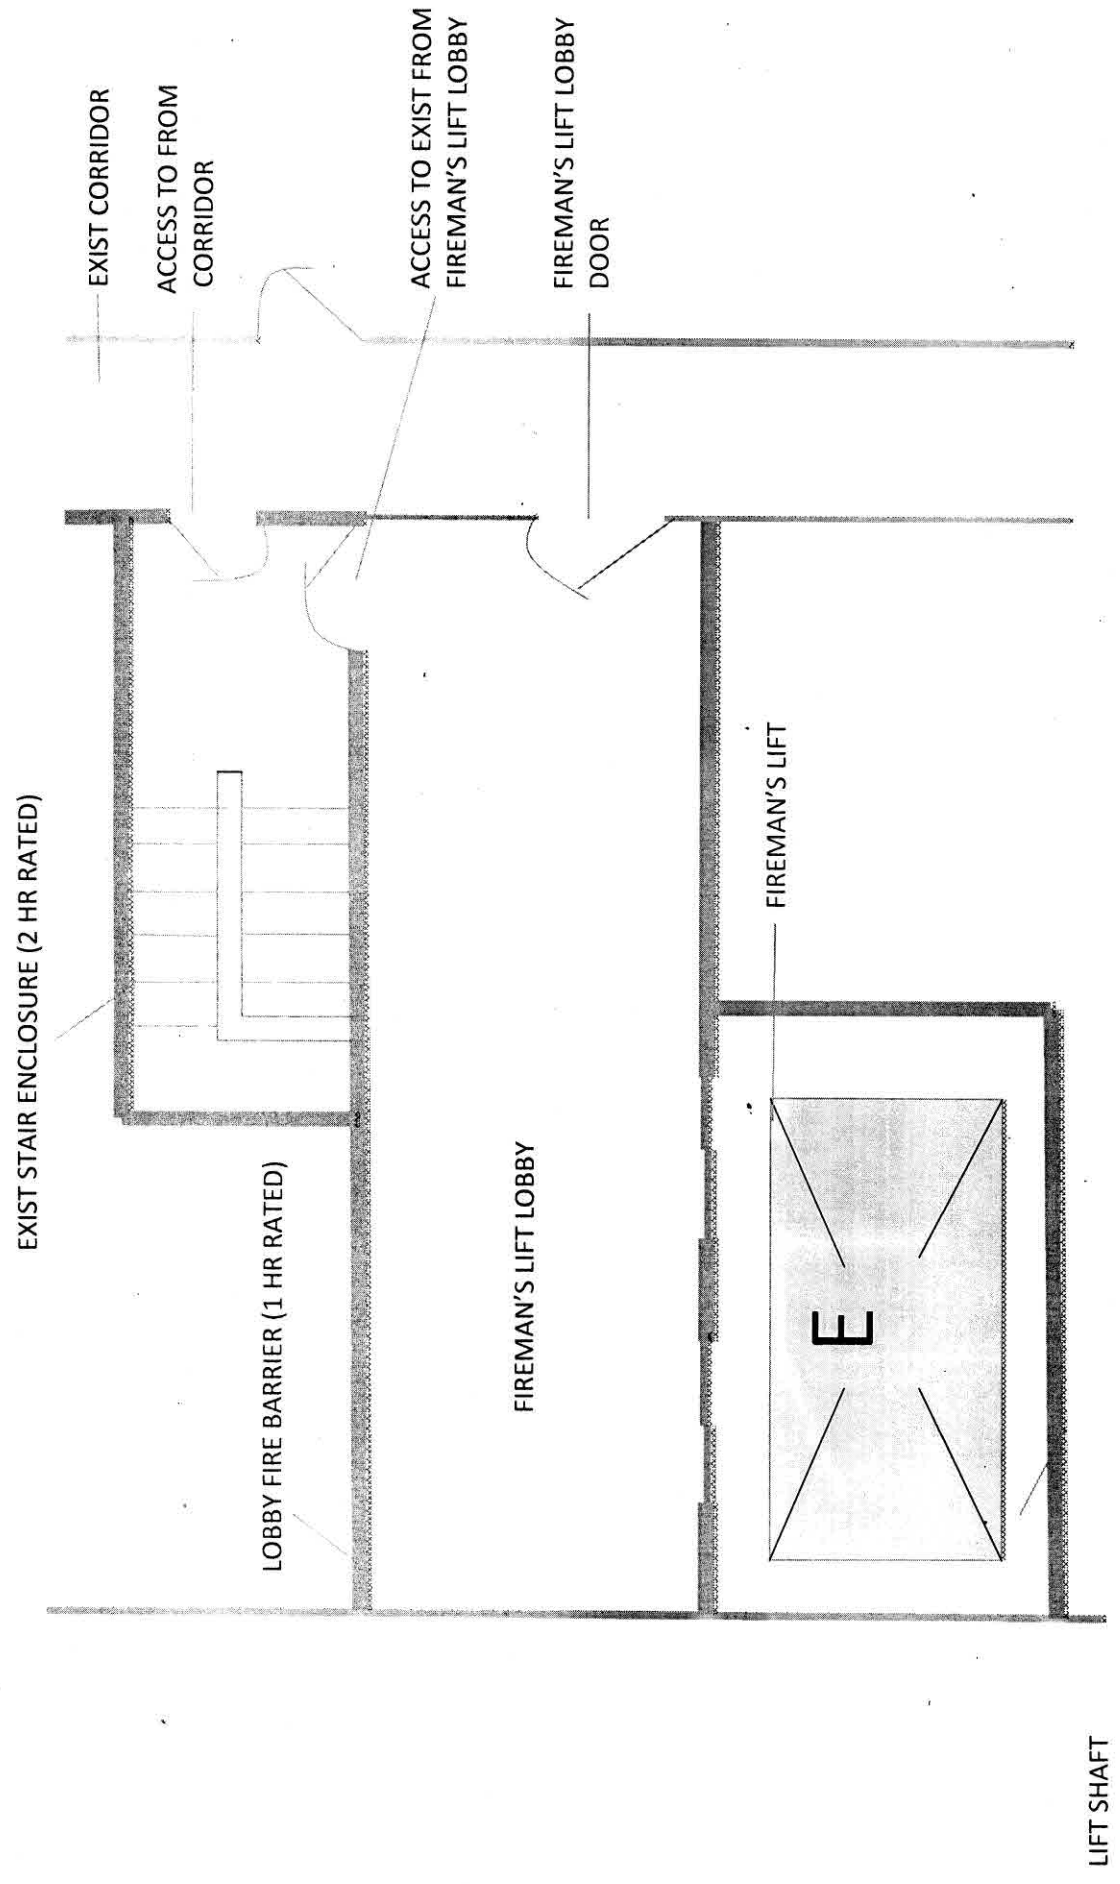 EXIST STAIR ENCLOSURE (2 HR RATED)
EXIST CORRIDOR
ACCESS TO FROM
CORRIDOR
LOBBY FIRE BARRIER (1 HR RATED)
ACCESS TO EXIST FROM
FIREMAN'S LIFT LOBBY
FIREMAN'S LIFT LOBBY
FIREMAN'S LIFT LOBBY
DOOR
FIREMAN'S LIFT
E
LIFT SHAFT